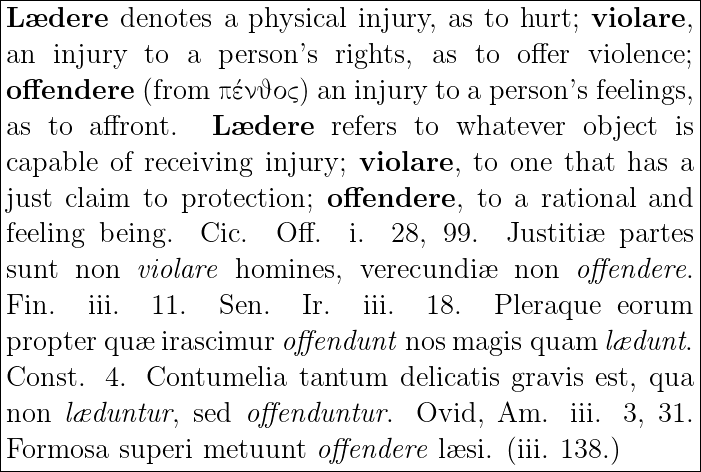 Lædere denotes a physical injury, as to hurt; violare,
an injury to a person's rights, as to offer violence;
offendere (from πένϑος) an injury to a person's feelings,
as to affront. Lædere refers to whatever object is
capable of receiving injury; violare, to one that has a
just claim to protection; offendere, to a rational and
feeling being. Cic. Off. i. 28, 99. Justitiæ partes
sunt non violare homines, verecundiæ non offendere.
Fin. iii. 11. Sen. Ir. iii. 18. Pleraque eorum
propter quæ irascimur offendunt nos magis quam lædunt.
Const. 4. Contumelia tantum delicatis gravis est, qua
non læduntur, sed offenduntur. Ovid, Am. iii. 3, 31.
Formosa superi metuunt offendere læsi. (iii. 138.)